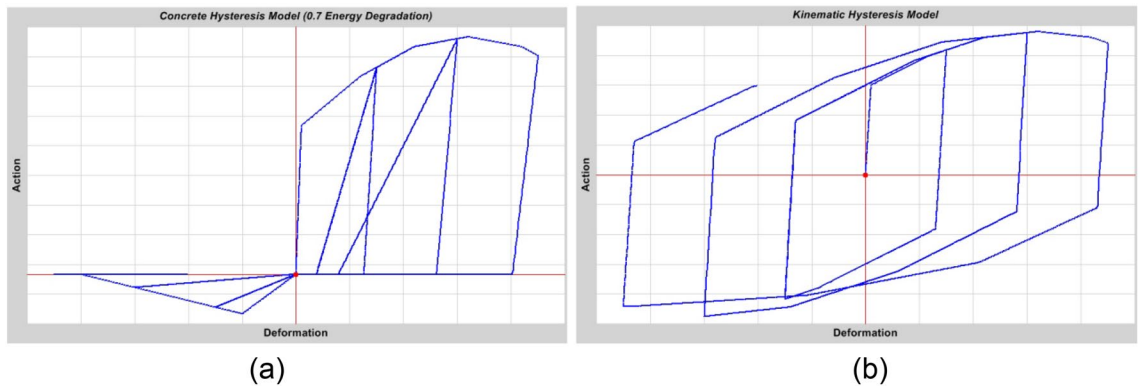 Concrete Hysteresis Model (0.7 Energy Degradation)
Action
Deformation
(a)
Kinematic Hysteresis Model
Action
Deformation
(b)